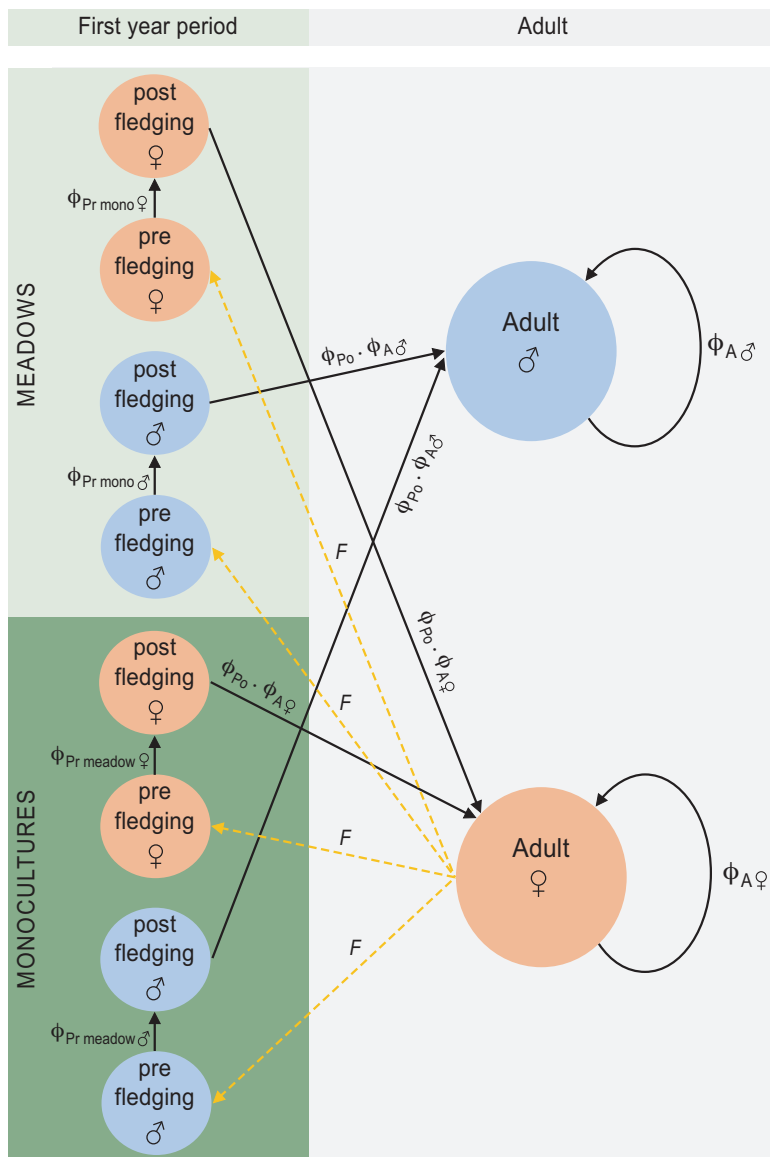 First year period
Adult
MEADOWS
post
fledging
♀
ϕPr mono♀
pre
fledging
♀
post
fledging
♂
ϕPr mono♂
pre
fledging
♂
MONOCULTURES
post
fledging
♀
ϕPr meadow♀
pre
fledging
♀
post
fledging
♂
ϕPr meadow♂
pre
fledging
♂
ϕPo · ϕA♂
ϕPo · ϕA♂
F
ϕPo · ϕA♀
ϕPo · ϕA♀
F
F
F
Adult
♂
ϕA♂
Adult
♀
ϕA♀